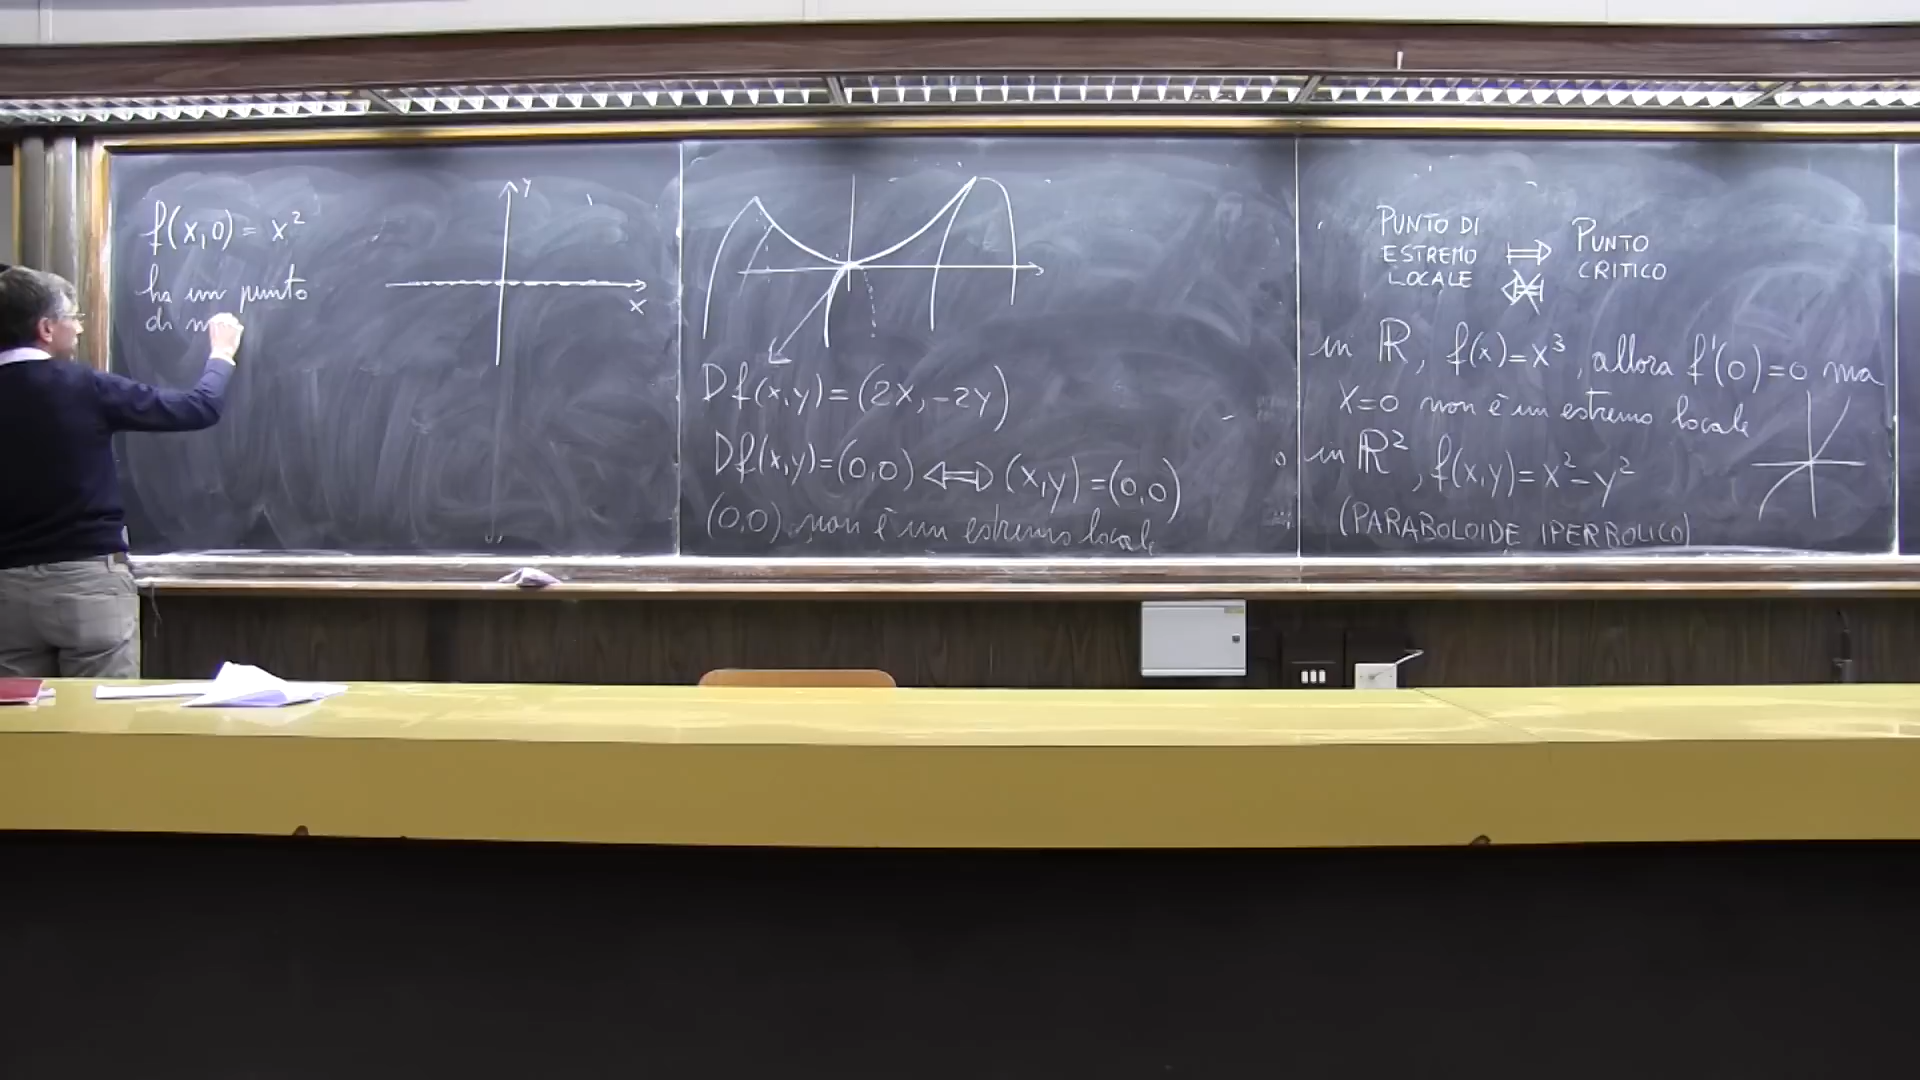 f(x,0) = x²
ha un punto
di
y
x
Df(x,y)=(2x,-2y)
Df(x,y)=(0,0) ⟺ (x,y)=(0,0)
(0,0) non è un estremo locale
PUNTO DI
ESTREMO
LOCALE
⟹
⟸
PUNTO
CRITICO
in ℝ, f(x)=x³, allora f'(0)=0 ma
x=0 non è un estremo locale
in ℝ², f(x,y)=x²-y²
(PARABOLOIDE IPERBOLICO)